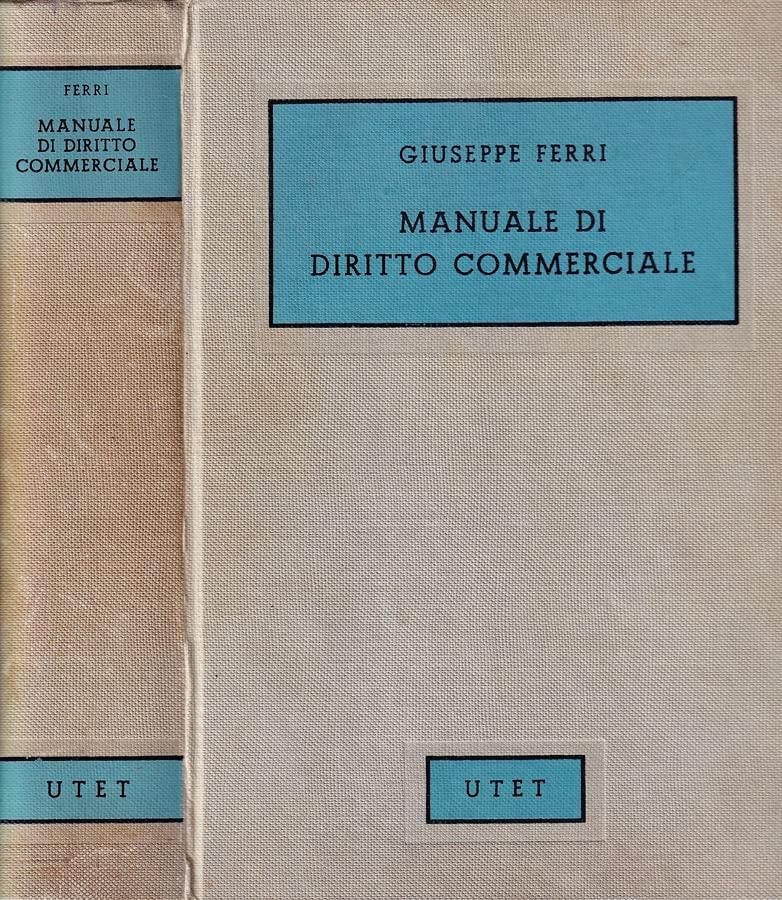 FERRI
MANUALE
DI DIRITTO
COMMERCIALE
UTET
GIUSEPPE FERRI
MANUALE DI
DIRITTO COMMERCIALE
UTET